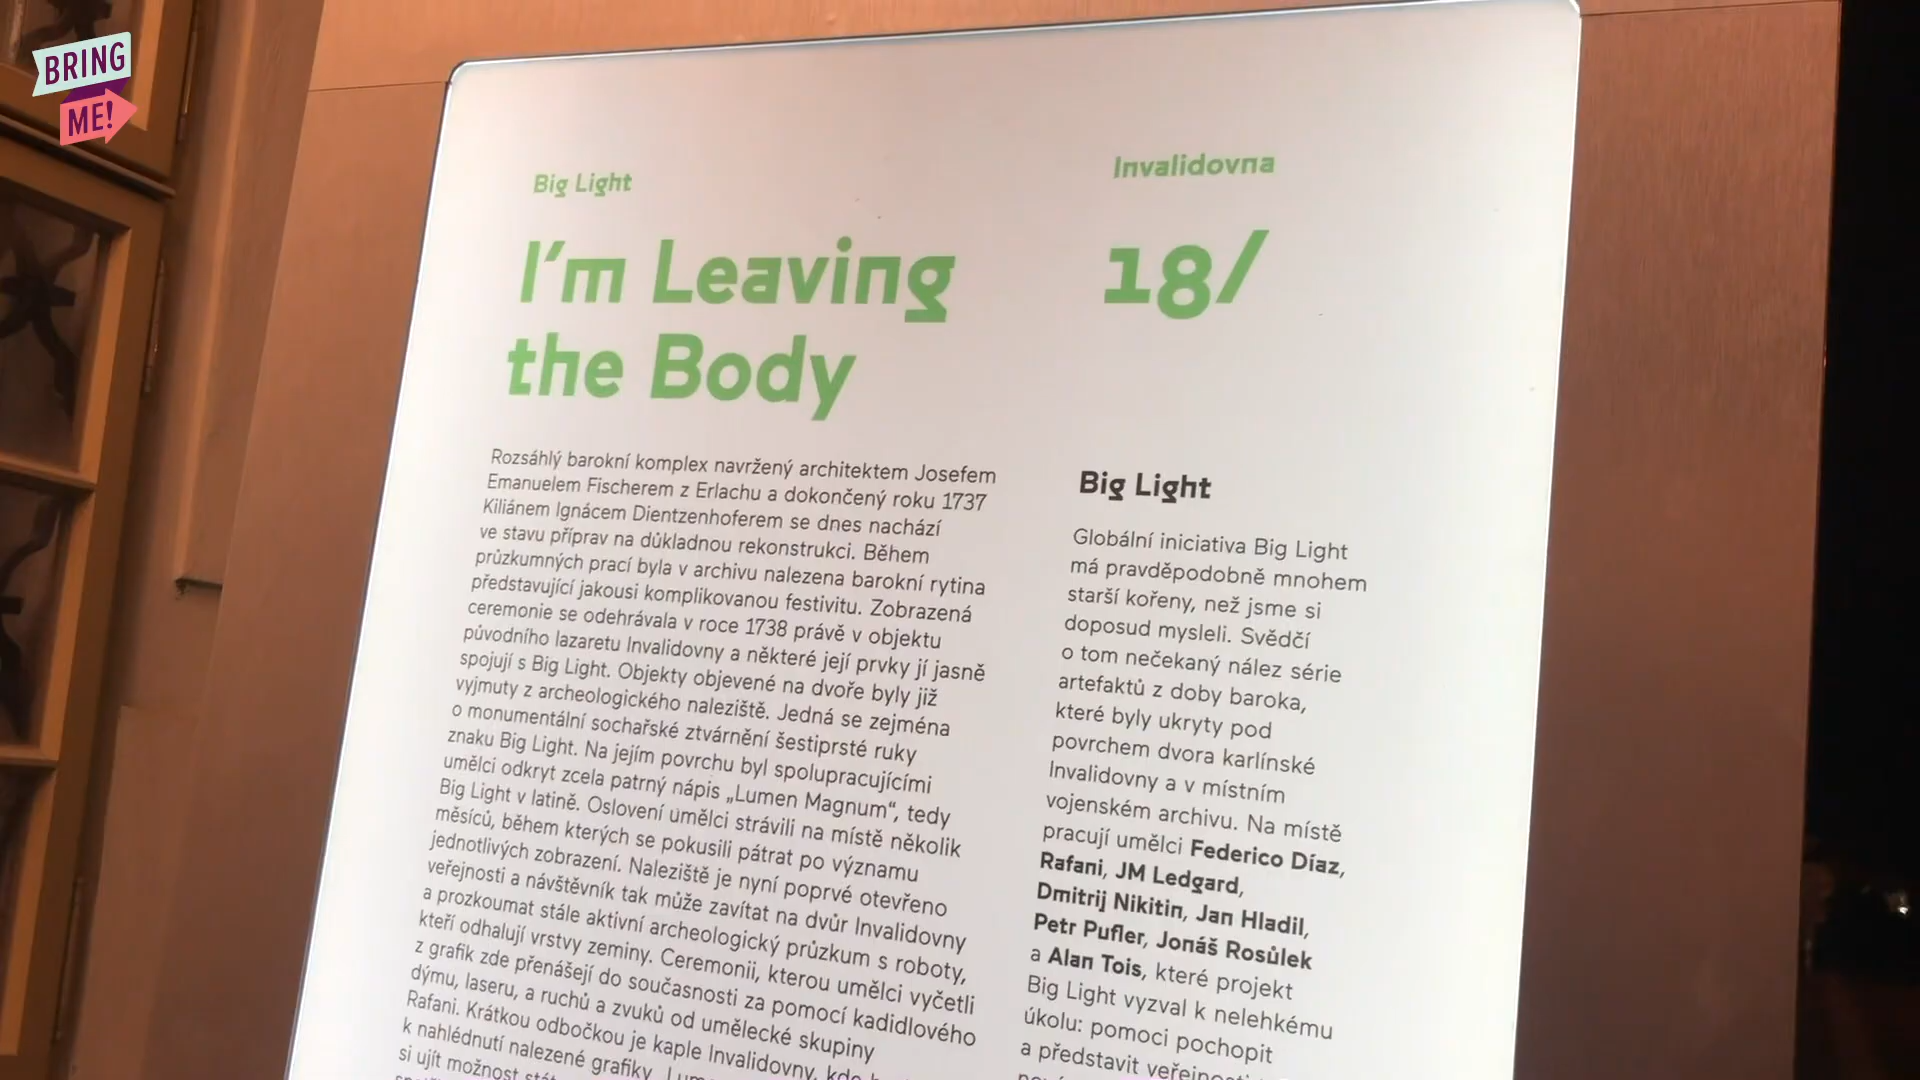 BRING
ME!
Big Light
I'm Leaving
the Body
Rozsáhlý barokní komplex navržený architektem Josefem
Emanuelem Fischerem z Erlachu a dokončený roku 1737
Kiliánem Ignácem Dientzenhoferem se dnes nachází
ve stavu příprav na důkladnou rekonstrukci. Během
průzkumných prací byla v archivu nalezena barokní rytina
představující jakousi komplikovanou festivitu. Zobrazená
ceremonie se odehrávala v roce 1738 právě v objektu
původního lazaretu Invalidovny a některé její prvky jí jasně
spojují s Big Light. Objekty objevené na dvoře byly již
vyjmuty z archeologického naleziště. Jedná se zejména
o monumentální sochařské ztvárnění šestiprsté ruky
znaku Big Light. Na jejím povrchu byl spolupracujícími
umělci odkryt zcela patrný nápis „Lumen Magnum“, tedy
Big Light v latině. Oslovení umělci strávili na místě několik
měsíců, během kterých se pokusili pátrat po významu
jednotlivých zobrazení. Naleziště je nyní poprvé otevřeno
veřejnosti a návštěvník tak může zavítat na dvůr Invalidovny
a prozkoumat stále aktivní archeologický průzkum s roboty,
kteří odhalují vrstvy zeminy. Ceremonii, kterou umělci vyčetli
z grafik zde přenášejí do současnosti za pomocí kadidlového
dýmu, laseru, a ruchů a zvuků od umělecké skupiny
Rafani. Krátkou odbočkou je kaple Invalidovny, kde
k nahlédnutí nalezené grafiky.
si ujít možnost
Invalidovna
18/
Big Light
Globální iniciativa Big Light
má pravděpodobně mnohem
starší kořeny, než jsme si
doposud mysleli. Svědčí
o tom nečekaný nález série
artefaktů z doby baroka,
které byly ukryty pod
povrchem dvora karlínské
Invalidovny a v místním
vojenském archivu. Na místě
pracují umělci Federico Díaz,
Rafani, JM Ledgard,
Dmitrij Nikitin, Jan Hladil,
Petr Pufler, Jonáš Rosůlek
a Alan Tois, které projekt
Big Light vyzval k nelehkému
úkolu: pomoci pochopit
a představit